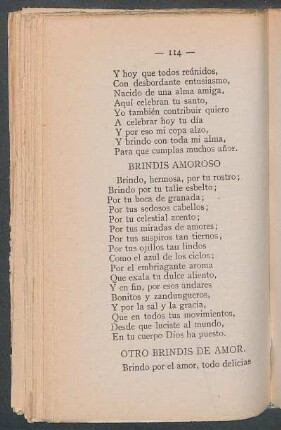 — 114 —
Y hoy que todos reúnidos,
Con desbordante entusiasmo,
Nacido de una alma amiga,
Aquí celebran tu santo,
Yo también contribuir quiero
A celebrar hoy tu día
Y por eso mi copa alzo,
Y brindo con toda mi alma,
Para que cumplas muchos años.
BRINDIS AMOROSO
Brindo, hermosa, por tu rostro;
Brindo por tu talle esbelto;
Por tu boca de granada;
Por tus sedosos cabellos;
Por tu celestial acento;
Por tus miradas de amores;
Por tus suspiros tan tiernos,
Por tus ojillos tan lindos
Como el azul de los cielos;
Por el embriagante aroma
Que exala tu dulce aliento,
Y en fin, por esos andares
Bonitos y zandungueros,
Y por la sal y la gracia,
Que en todos tus movimientos,
Desde que luciste al mundo,
En tu cuerpo Dios ha puesto.
OTRO BRINDIS DE AMOR.
Brindo por el amor, todo delicias